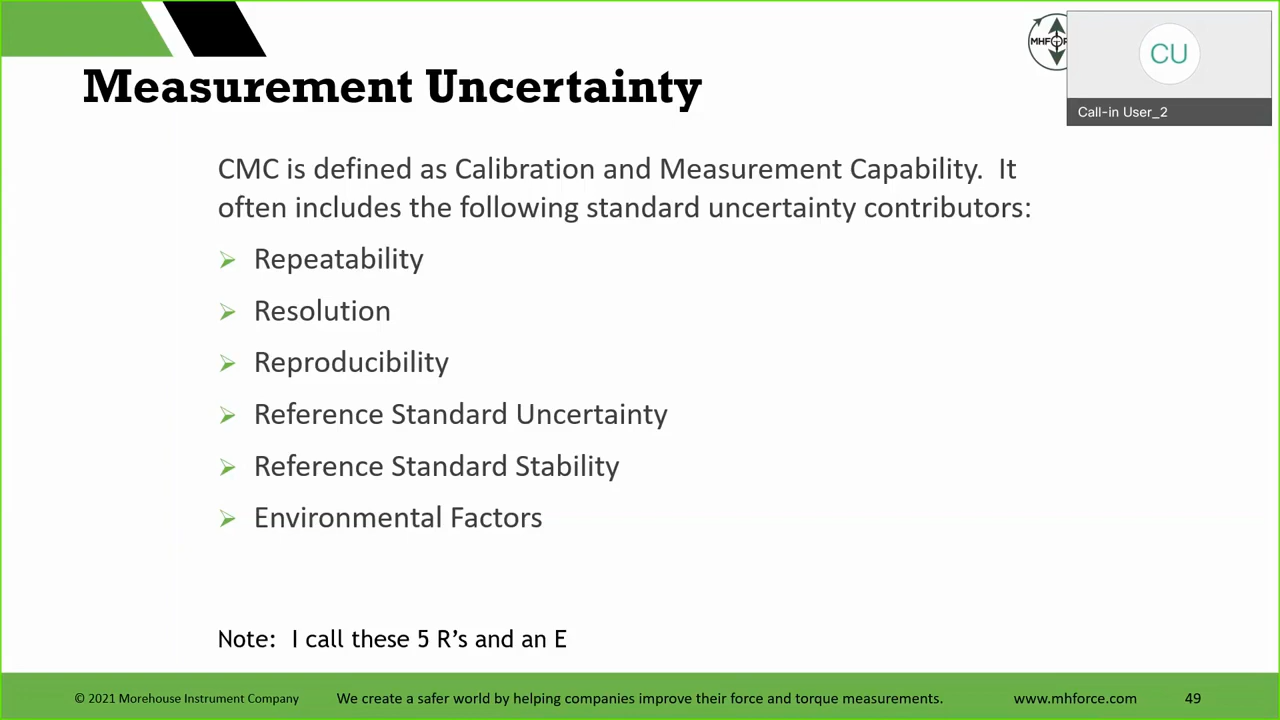 MHFOR
CU
Call-in User_2
Measurement Uncertainty
CMC is defined as Calibration and Measurement Capability. It
often includes the following standard uncertainty contributors:
Repeatability
Resolution
Reproducibility
Reference Standard Uncertainty
Reference Standard Stability
Environmental Factors
Note: I call these 5 R's and an E
© 2021 Morehouse Instrument Company We create a safer world by helping companies improve their force and torque measurements. www.mhforce.com 49